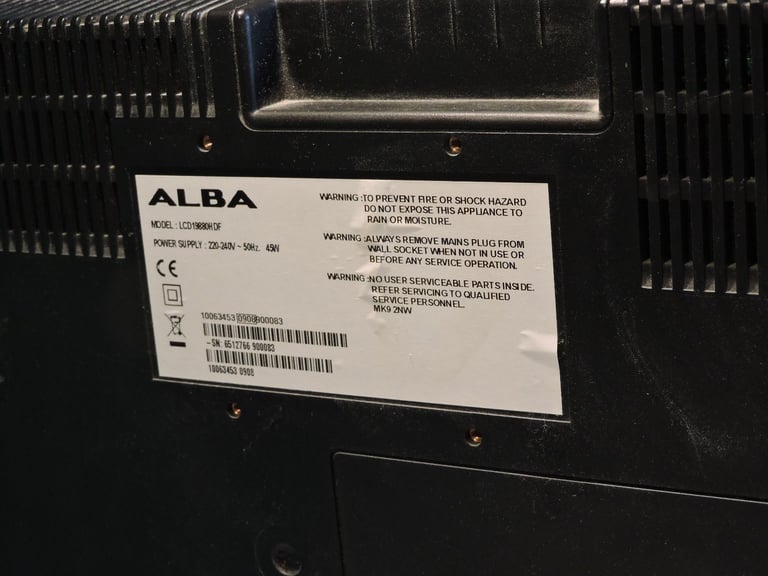 ALBA
MODEL : LCD19880HDF
POWER SUPPLY : 220-240V ~ 50Hz. 45W
WARNING :TO PREVENT FIRE OR SHOCK HAZARD
DO NOT EXPOSE THIS APPLIANCE TO
RAIN OR MOISTURE.
WARNING :ALWAYS REMOVE MAINS PLUG FROM
WALL SOCKET WHEN NOT IN USE OR
BEFORE ANY SERVICE OPERATION.
WARNING :NO USER SERVICEABLE PARTS INSIDE.
REFER SERVICING TO QUALIFIED
SERVICE PERSONNEL.
MK9 2NW
CE
10063453 0908 900083
-SN: 6512766 900083
10063453 0908